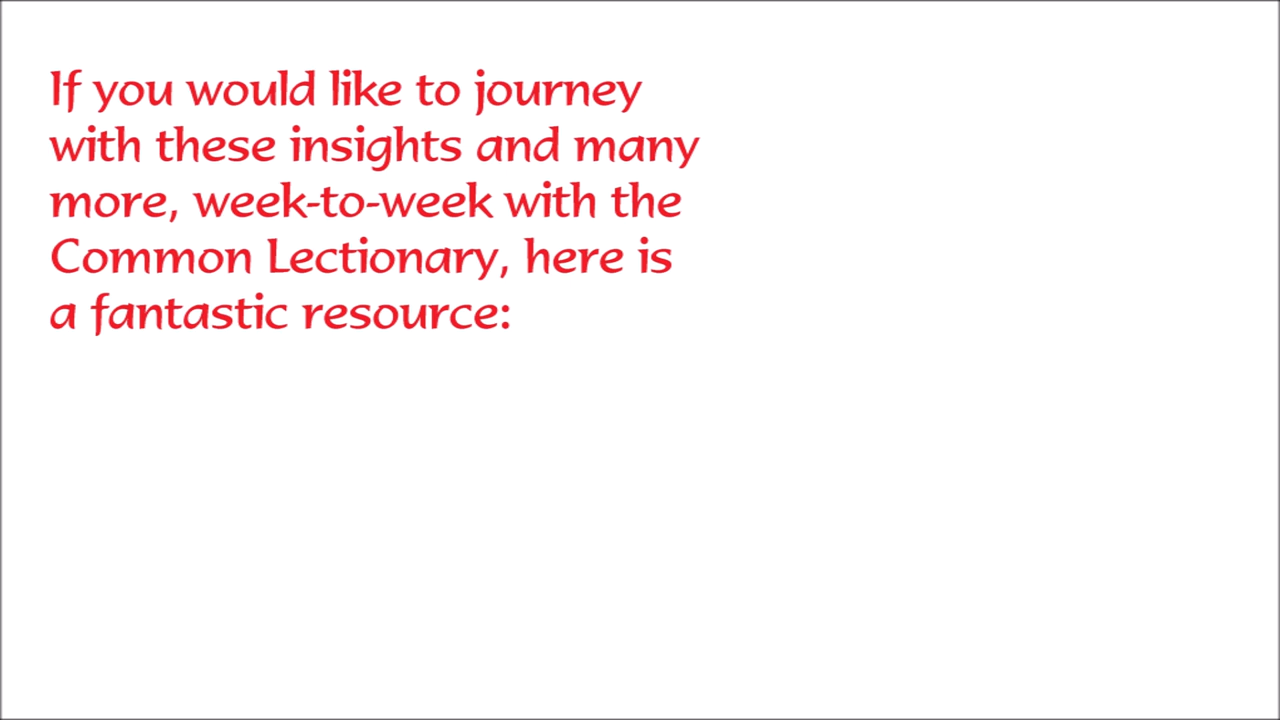 If you would like to journey
with these insights and many
more, week-to-week with the
Common Lectionary, here is
a fantastic resource: